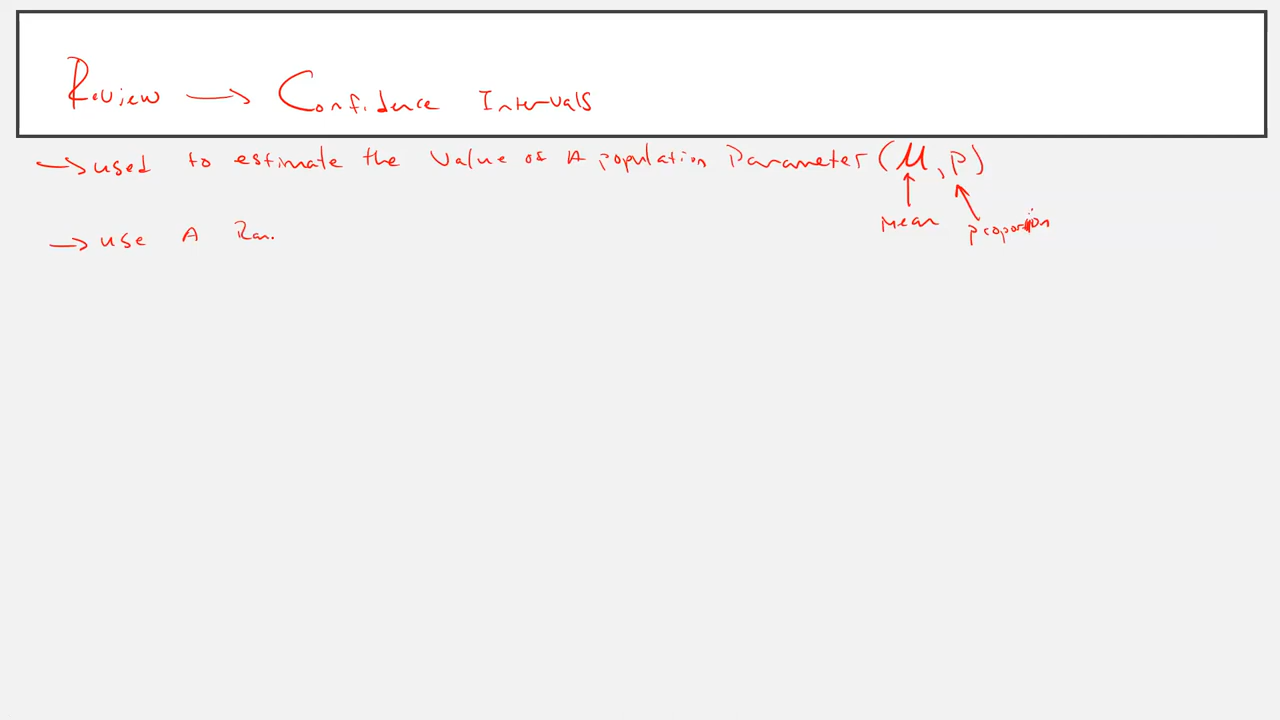 Review → Confidence Intervals
→ used to estimate the value of A population Parameter (μ, p)
Mean proportion
→ use A Ran